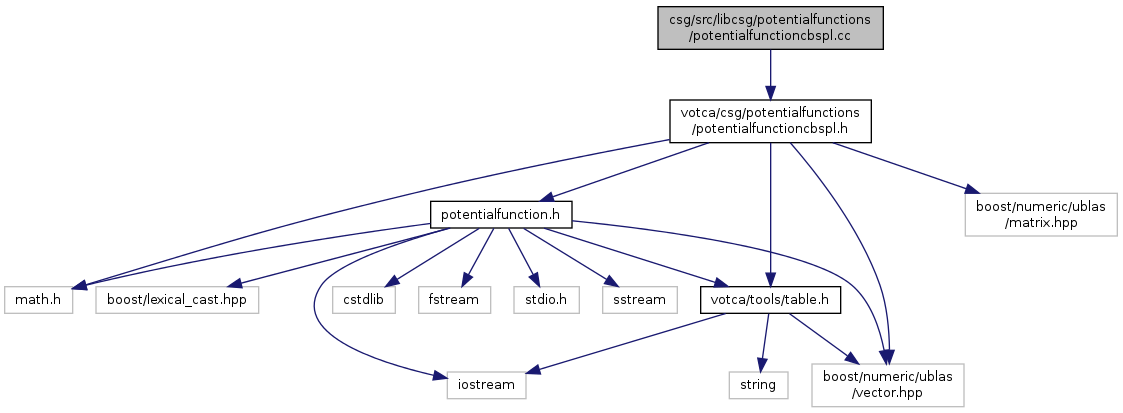 csg/src/libcsg/potentialfunctions
/potentialfunctioncbspl.cc
votca/csg/potentialfunctions
/potentialfunctioncbspl.h
potentialfunction.h
boost/numeric/ublas
/matrix.hpp
math.h
boost/lexical_cast.hpp
cstdlib
fstream
stdio.h
sstream
votca/tools/table.h
iostream
string
boost/numeric/ublas
/vector.hpp